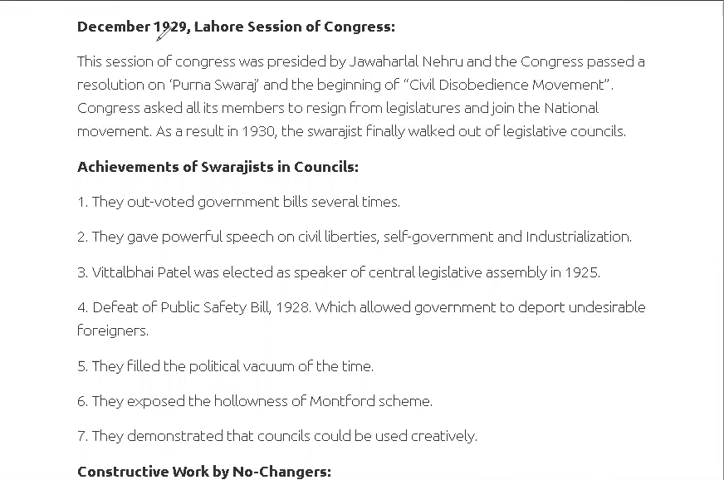 December 1929, Lahore Session of Congress:
This session of congress was presided by Jawaharlal Nehru and the Congress passed a
resolution on ‘Purna Swaraj’ and the beginning of “Civil Disobedience Movement”.
Congress asked all its members to resign from legislatures and join the National
movement. As a result in 1930, the swarajist finally walked out of legislative councils.
Achievements of Swarajists in Councils:
1. They out-voted government bills several times.
2. They gave powerful speech on civil liberties, self-government and Industrialization.
3. Vittalbhai Patel was elected as speaker of central legislative assembly in 1925.
4. Defeat of Public Safety Bill, 1928. Which allowed government to deport undesirable
foreigners.
5. They filled the political vacuum of the time.
6. They exposed the hollowness of Montford scheme.
7. They demonstrated that councils could be used creatively.
Constructive Work by No-Changers: